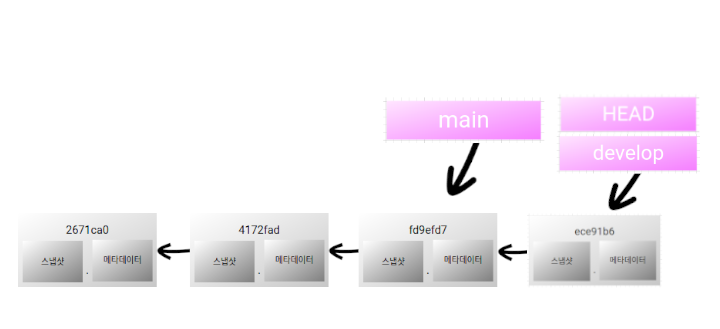 main
HEAD
develop
2671ca0
스냅샷 . 메타데이터
4172fad
스냅샷 . 메타데이터
fd9efd7
스냅샷 . 메타데이터
ece91b6
스냅샷 . 메타데이터